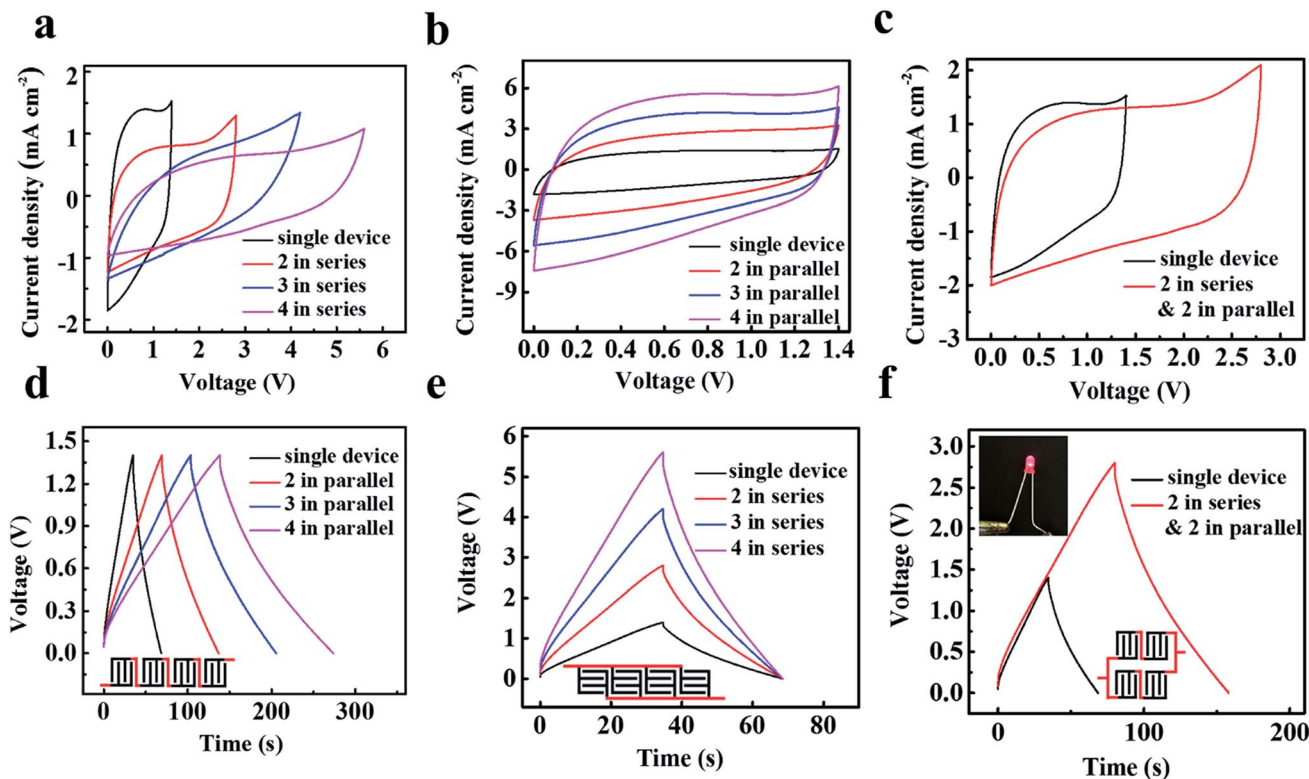 a
Current density (mA cm⁻²)
2
1
0
-1
-2
0 1 2 3 4 5 6
Voltage (V)
single device
2 in series
3 in series
4 in series
b
Current density (mA cm⁻²)
6
3
0
-3
-6
-9
0.0 0.2 0.4 0.6 0.8 1.0 1.2 1.4
Voltage (V)
single device
2 in parallel
3 in parallel
4 in parallel
c
Current density (mA cm⁻²)
2
1
0
-1
-2
-3
0.0 0.5 1.0 1.5 2.0 2.5 3.0
Voltage (V)
single device
2 in series
& 2 in parallel
d
Voltage (V)
1.5
1.2
0.9
0.6
0.3
0.0
0 100 200 300
Time (s)
single device
2 in parallel
3 in parallel
4 in parallel
e
Voltage (V)
6
5
4
3
2
1
0
0 20 40 60 80
Time (s)
single device
2 in series
3 in series
4 in series
f
Voltage (V)
3.0
2.5
2.0
1.5
1.0
0.5
0.0
0 100 200
Time (s)
single device
2 in series
& 2 in parallel